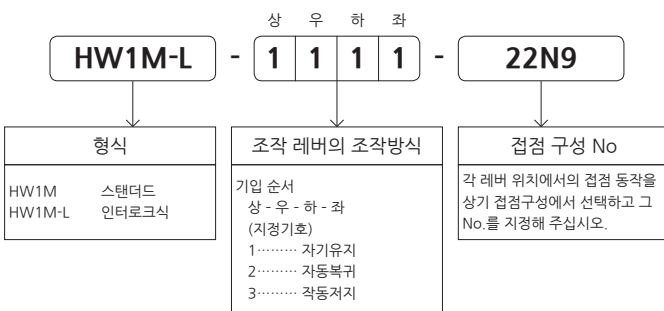 상 우 하 좌
HW1M-L - 1 1 1 1 - 22N9
형식
HW1M 스탠더드
HW1M-L 인터로크식
조작 레버의 조작방식
기입 순서
상 - 우 - 하 - 좌
(지정기호)
1……… 자기유지
2……… 자동복귀
3……… 작동저지
접점 구성 No
각 레버 위치에서의 접점 동작을
상기 접점구성에서 선택하고 그
No.를 지정해 주십시오.